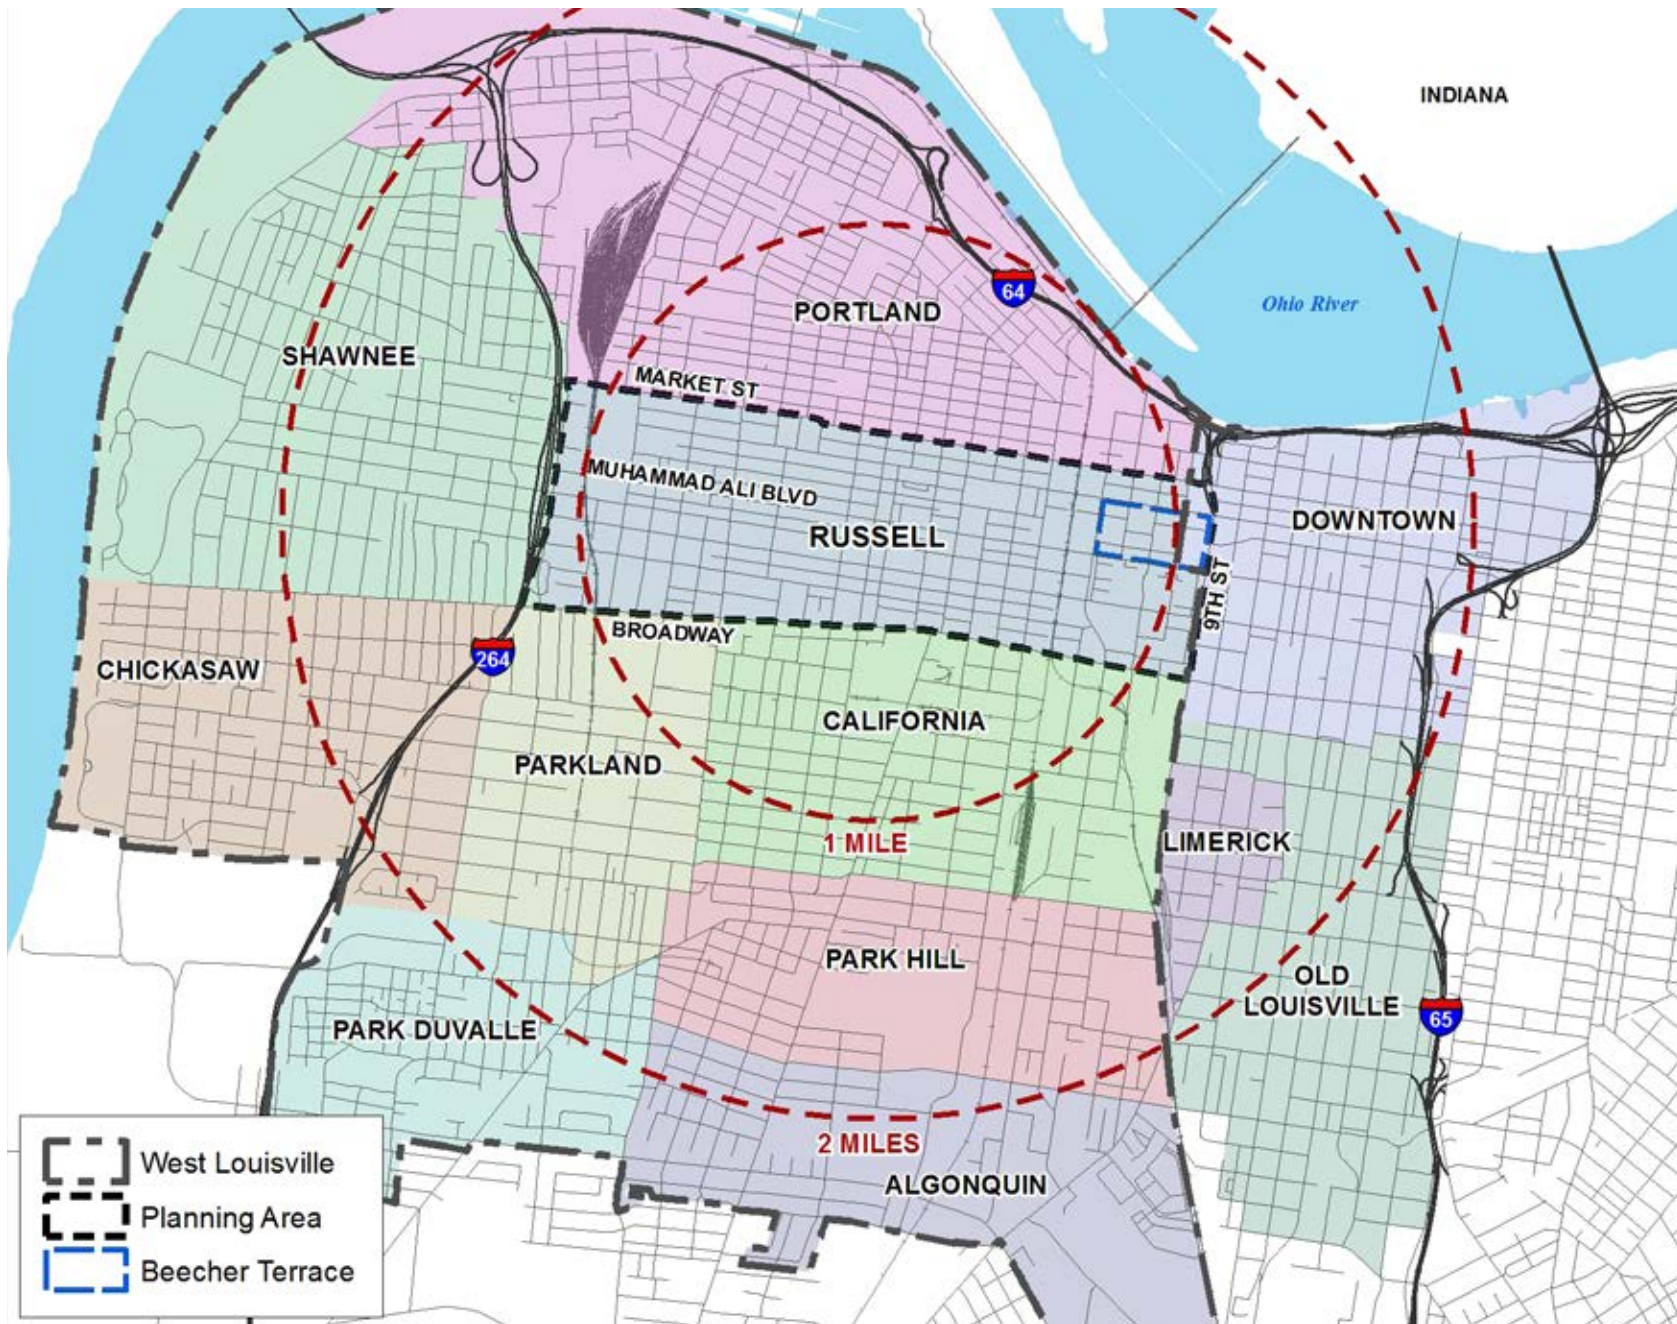 INDIANA
64
Ohio River
PORTLAND
SHAWNEE
MARKET ST
MUHAMMAD ALI BLVD
RUSSELL
DOWNTOWN
9TH ST
BROADWAY
264
CHICKASAW
CALIFORNIA
PARKLAND
1 MILE
LIMERICK
PARK HILL
OLD
LOUISVILLE
65
PARK DUVALLE
2 MILES
ALGONQUIN
West Louisville
Planning Area
Beecher Terrace